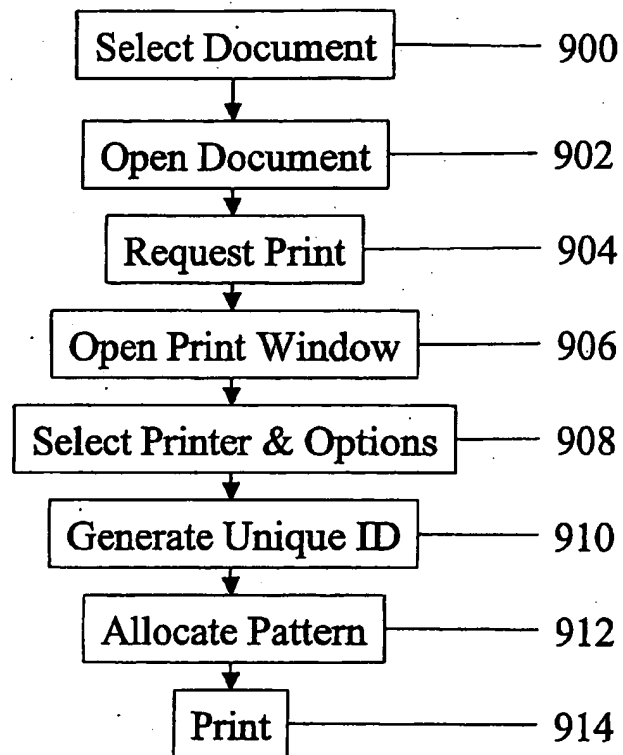 Select Document 900
Open Document 902
Request Print 904
Open Print Window 906
Select Printer & Options 908
Generate Unique ID 910
Allocate Pattern 912
Print 914